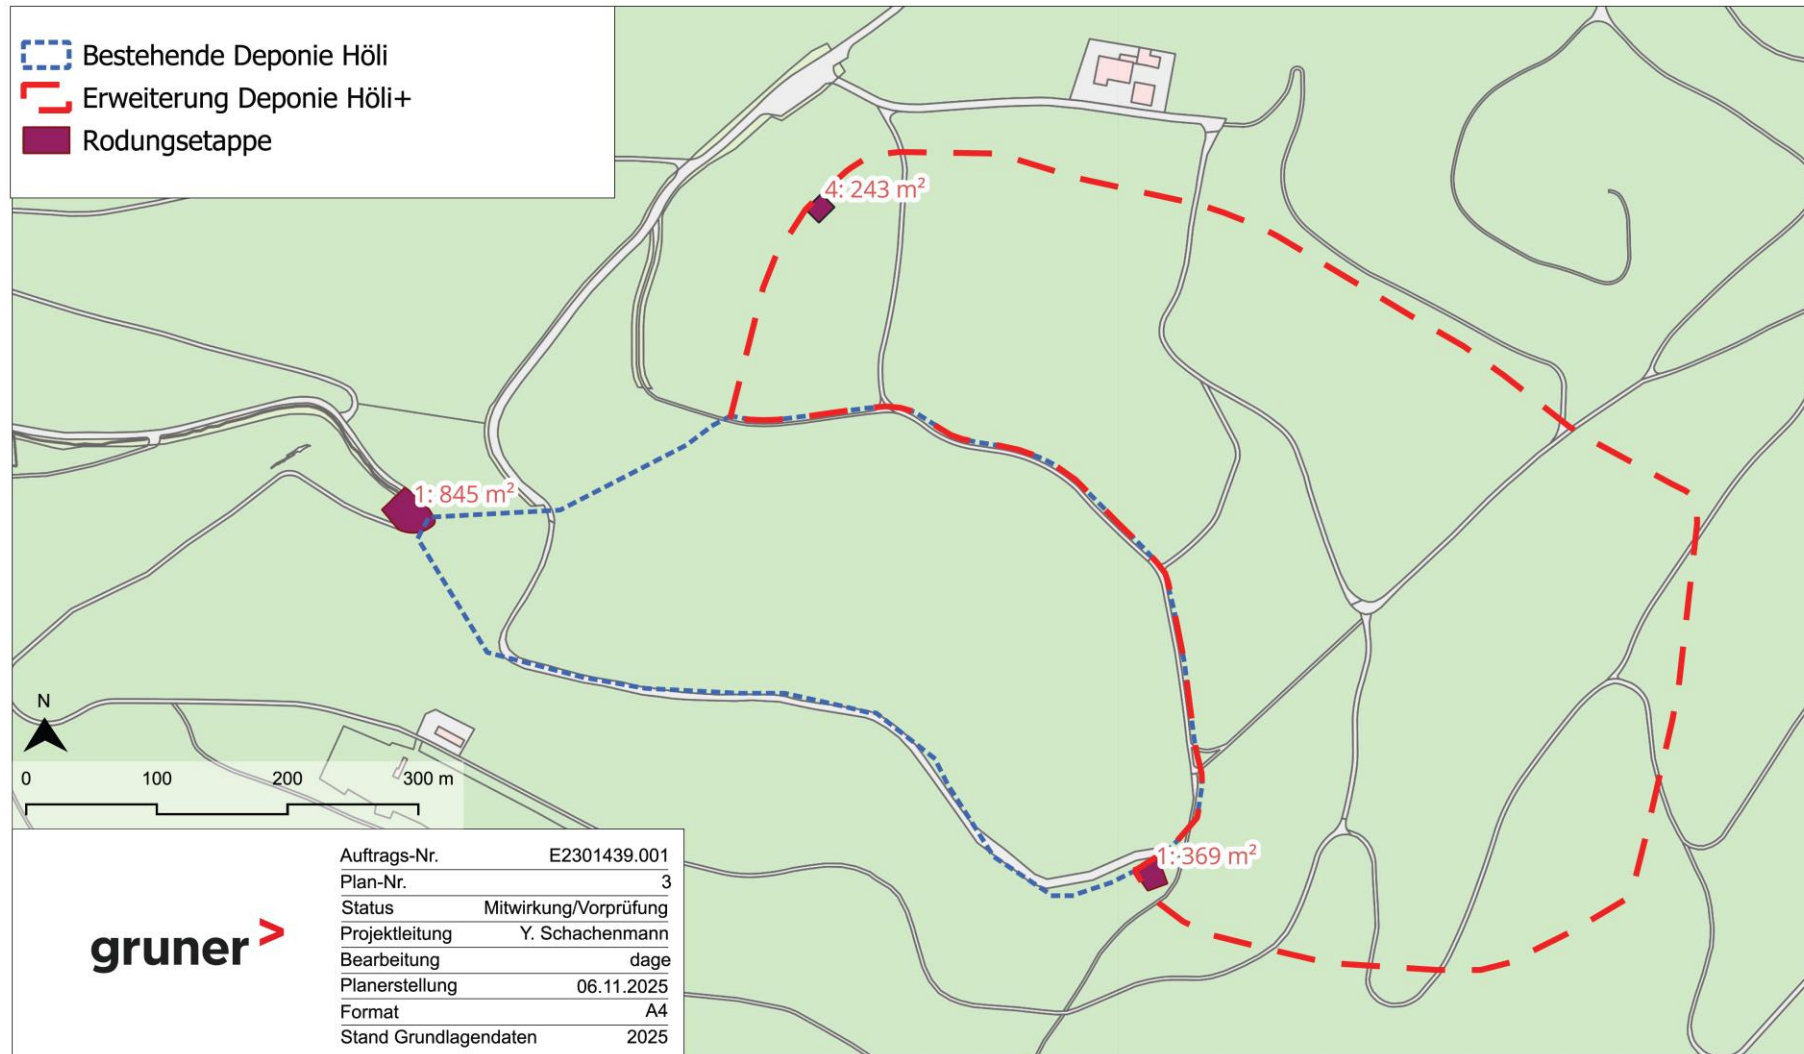 Bestehende Deponie Höli
Erweiterung Deponie Höli+
Rodungsetappe
4: 243 m²
1: 845 m²
1: 369 m²
N
0 100 200 300 m
gruner >
Auftrags-Nr. E2301439.001
Plan-Nr. 3
Status Mitwirkung/Vorprüfung
Projektleitung Y. Schachenmann
Bearbeitung dage
Planerstellung 06.11.2025
Format A4
Stand Grundlagendaten 2025